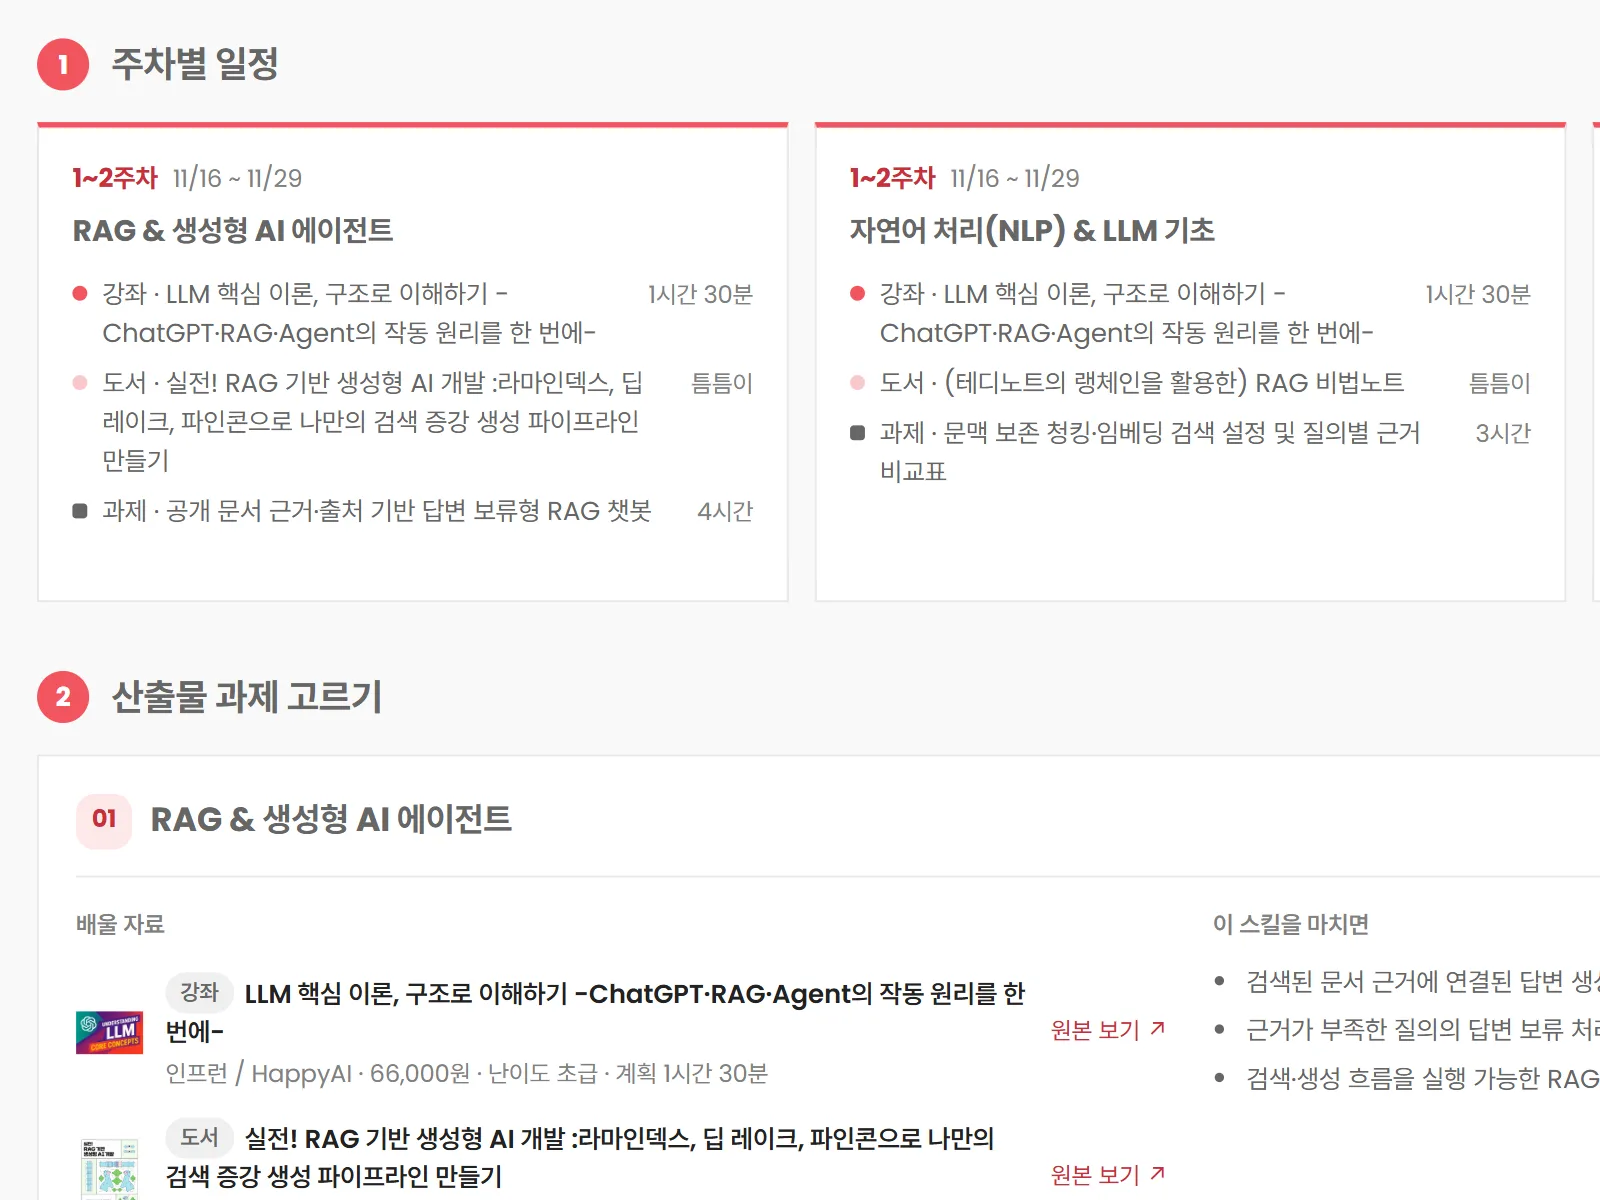 1 주차별 일정
1~2주차 11/16 ~ 11/29
RAG & 생성형 AI 에이전트
강좌 · LLM 핵심 이론, 구조로 이해하기 - 1시간 30분
ChatGPT·RAG·Agent의 작동 원리를 한 번에-
도서 · 실전! RAG 기반 생성형 AI 개발 :라마인덱스, 딥 틈틈이
레이크, 파인콘으로 나만의 검색 증강 생성 파이프라인
만들기
과제 · 공개 문서 근거·출처 기반 답변 보류형 RAG 챗봇 4시간
1~2주차 11/16 ~ 11/29
자연어 처리(NLP) & LLM 기초
강좌 · LLM 핵심 이론, 구조로 이해하기 - 1시간 30분
ChatGPT·RAG·Agent의 작동 원리를 한 번에-
도서 · (테디노트의 랭체인을 활용한) RAG 비법노트 틈틈이
과제 · 문맥 보존 청킹·임베딩 검색 설정 및 질의별 근거 3시간
비교표
2 산출물 과제 고르기
01 RAG & 생성형 AI 에이전트
배울 자료
강좌 LLM 핵심 이론, 구조로 이해하기 -ChatGPT·RAG·Agent의 작동 원리를 한
번에-
인프런 / HappyAI · 66,000원 · 난이도 초급 · 계획 1시간 30분
원본 보기 ↗
UNDERSTANDING
LLM
CORE CONCEPTS
도서 실전! RAG 기반 생성형 AI 개발 :라마인덱스, 딥 레이크, 파인콘으로 나만의
검색 증강 생성 파이프라인 만들기
원본 보기 ↗
실전!
RAG 기반
생성형 AI 개발
이 스킬을 마치면
검색된 문서 근거에 연결된 답변 생
근거가 부족한 질의의 답변 보류 처
검색·생성 흐름을 실행 가능한 RAG